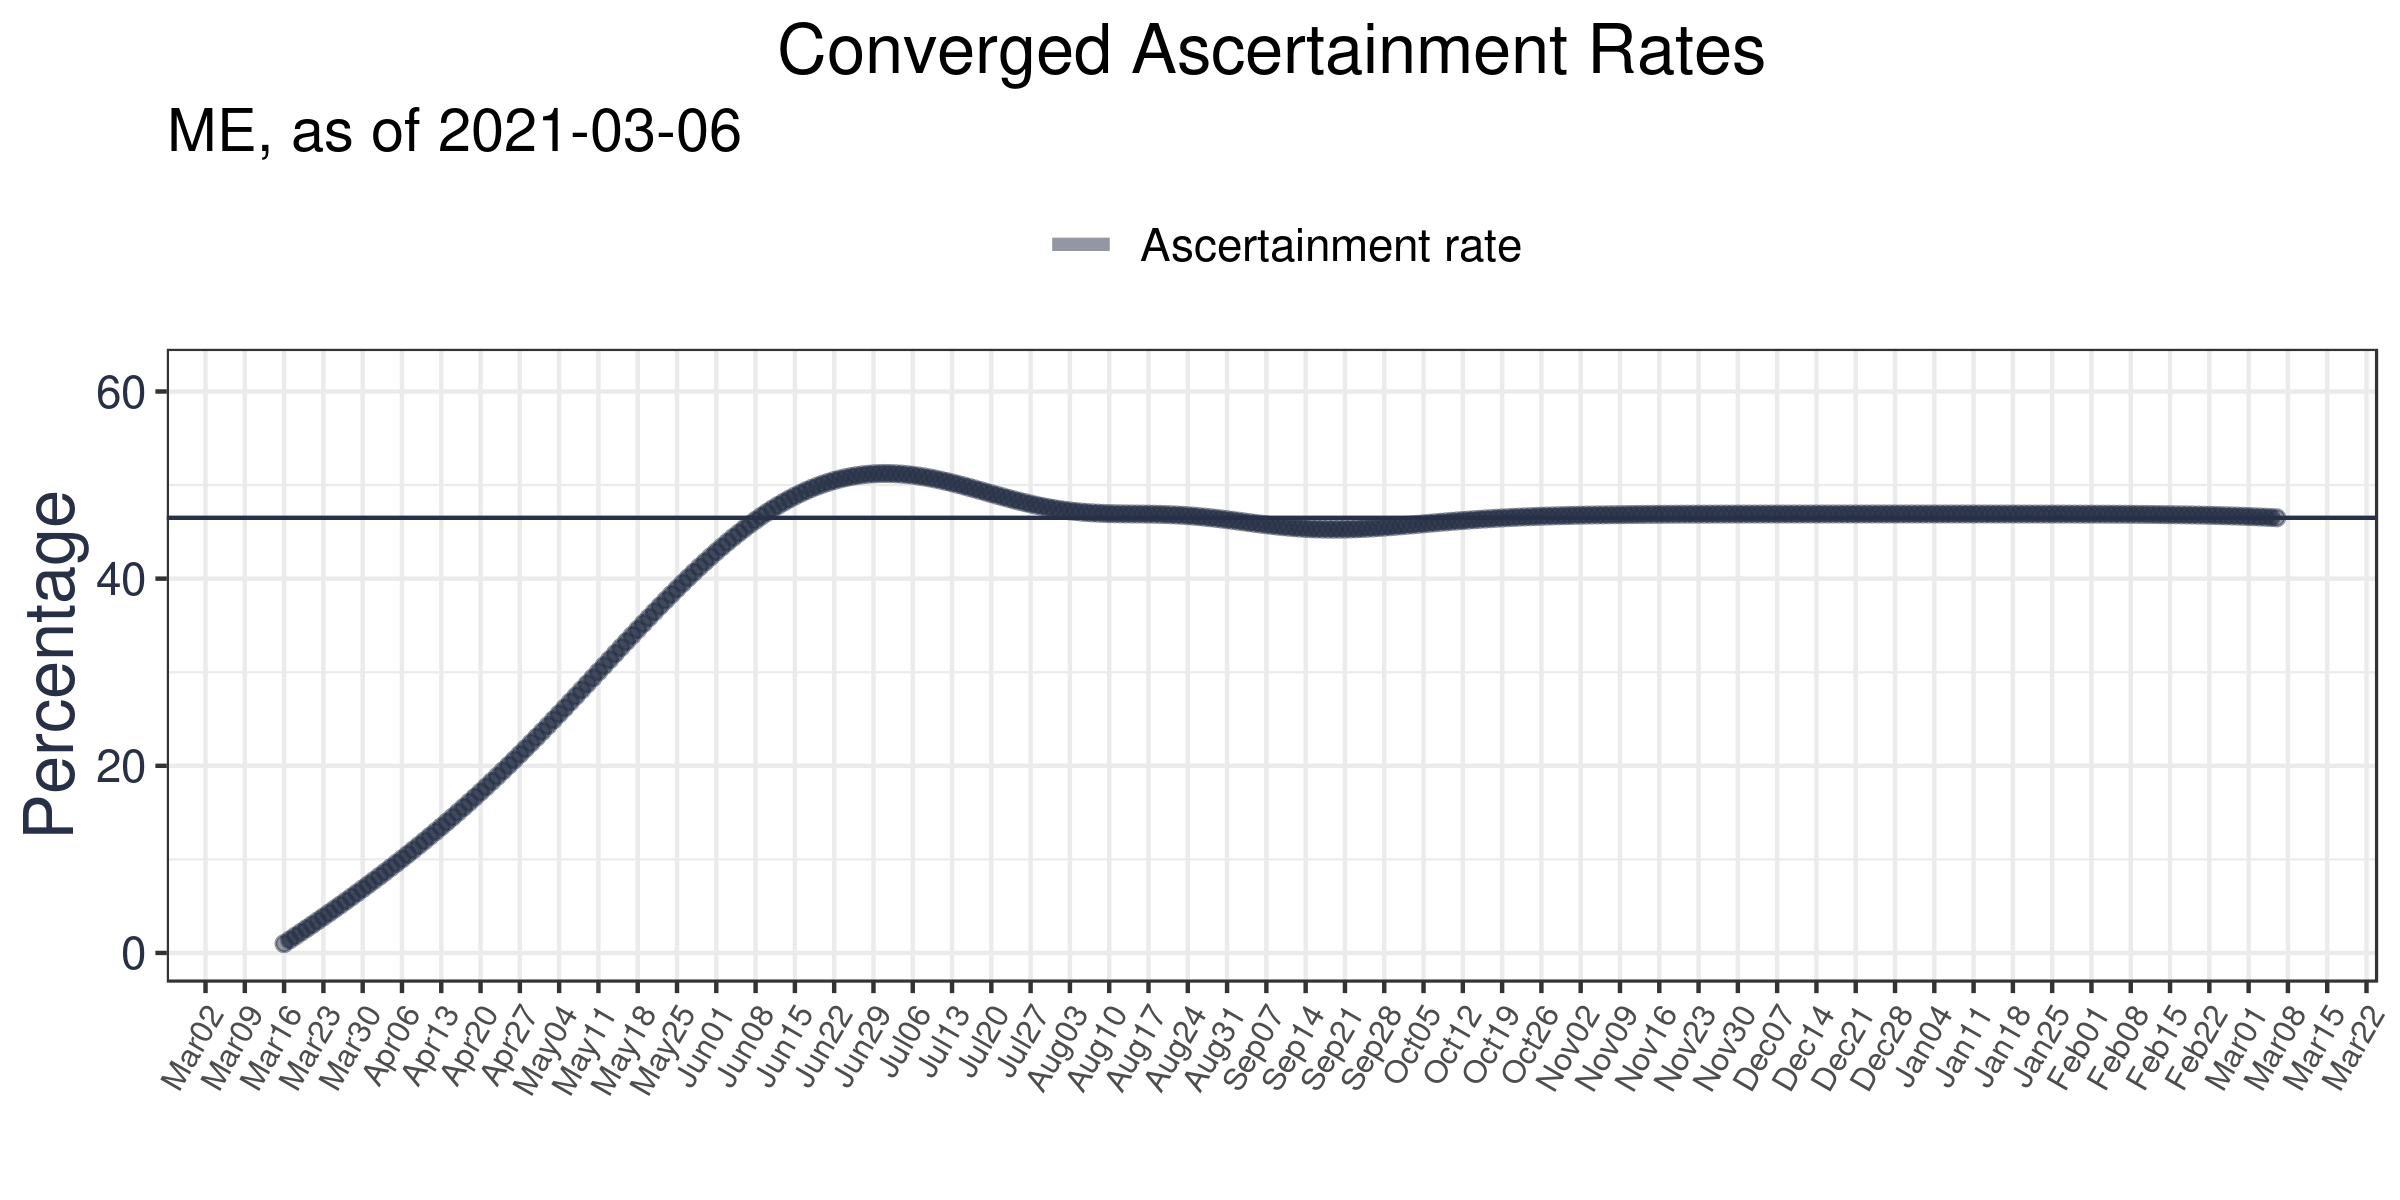 Converged Ascertainment Rates
ME, as of 2021-03-06
Ascertainment rate
Percentage
60
40
20
0
Mar02 Mar09 Mar16 Mar23 Mar30 Apr06 Apr13 Apr20 Apr27 May04 May11 May18 May25 Jun01 Jun08 Jun15 Jun22 Jun29 Jul06 Jul13 Jul20 Jul27 Aug03 Aug10 Aug17 Aug24 Aug31 Sep07 Sep14 Sep21 Sep28 Oct05 Oct12 Oct19 Oct26 Nov02 Nov09 Nov16 Nov23 Nov30 Dec07 Dec14 Dec21 Dec28 Jan04 Jan11 Jan18 Jan25 Feb01 Feb08 Feb15 Feb22 Mar01 Mar08 Mar15 Mar22